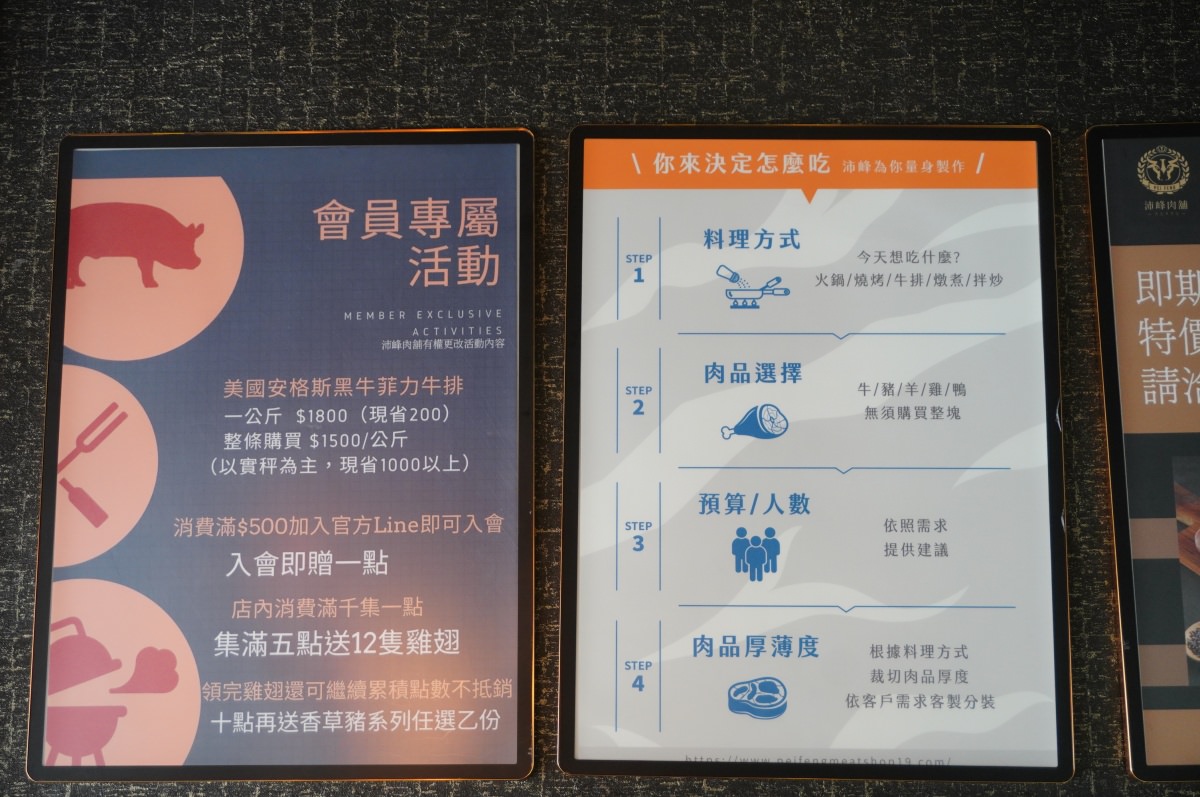 會員專屬
活動
MEMBER EXCLUSIVE
ACTIVITIES
沛峰肉舖有權更改活動內容
美國安格斯黑牛菲力牛排
一公斤 $1800（現省200）
整條購買 $1500/公斤
（以實秤為主，現省1000以上）
消費滿$500加入官方Line即可入會
入會即贈一點
店內消費滿千集一點
集滿五點送12隻雞翅
領完雞翅還可繼續累積點數不抵銷
十點再送香草豬系列任選乙份
\ 你來決定怎麼吃 沛峰為你量身製作 /
STEP
1
料理方式
今天想吃什麼?
火鍋/燒烤/牛排/燉煮/拌炒
STEP
2
肉品選擇
牛/豬/羊/雞/鴨
無須購買整塊
STEP
3
預算/人數
依照需求
提供建議
STEP
4
肉品厚薄度
根據料理方式
裁切肉品厚度
依客戶需求客製分裝
https://www.peifengmeatshop19.com/
沛峰肉舖
即期
特價
請洽